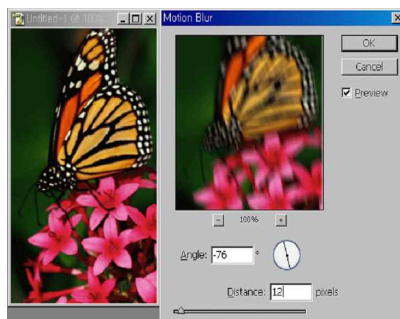 Untitled-1 @ 100%
Motion Blur
OK
Cancel
Preview
100%
Angle: -76 °
Distance: 12 pixels